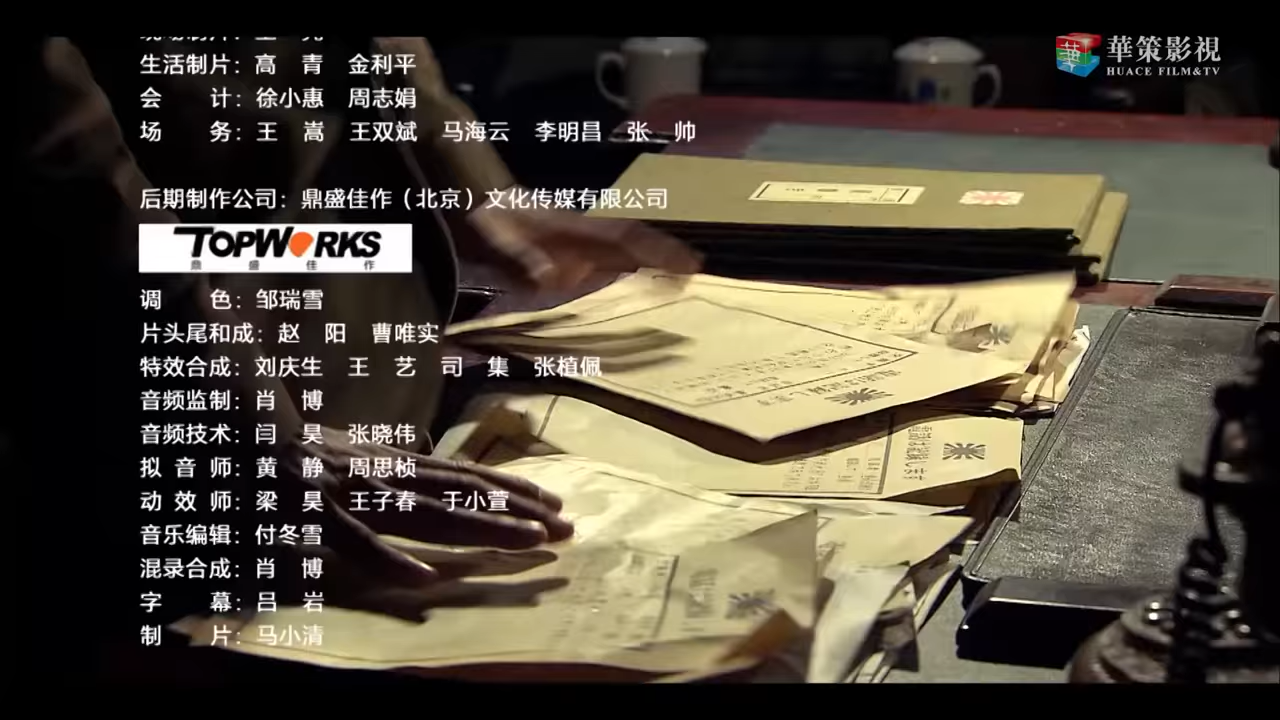 華策影視
HUACE FILM&TV
生活制片：高 青 金利平
会 计：徐小惠 周志娟
场 务：王 嵩 王双斌 马海云 李明昌 张 帅
后期制作公司：鼎盛佳作（北京）文化传媒有限公司
TOPWORKS
鼎 盛 佳 作
调 色：邹瑞雪
片头尾和成：赵 阳 曹唯实
特效合成：刘庆生 王 艺 司 集 张植佩
音频监制：肖 博
音频技术：闫 昊 张晓伟
拟 音 师：黄 静 周思桢
动 效 师：梁 昊 王子春 于小萱
音乐编辑：付冬雪
混录合成：肖 博
字 幕：吕 岩
制 片：马小清